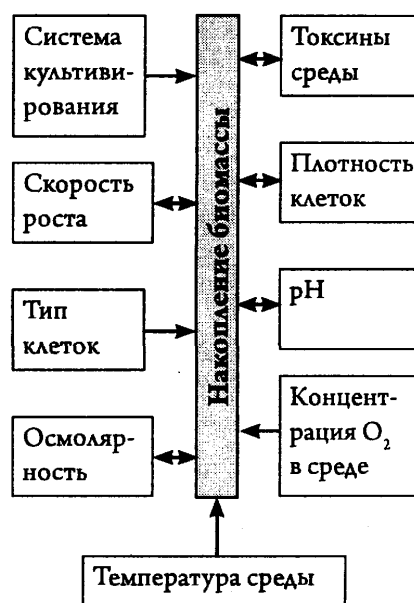 Система
культиви-
рования
Скорость
роста
Тип
клеток
Осмоляр-
ность
Накопление биомассы
Токсины
среды
Плотность
клеток
pH
Концент-
рация O₂
в среде
Температура среды